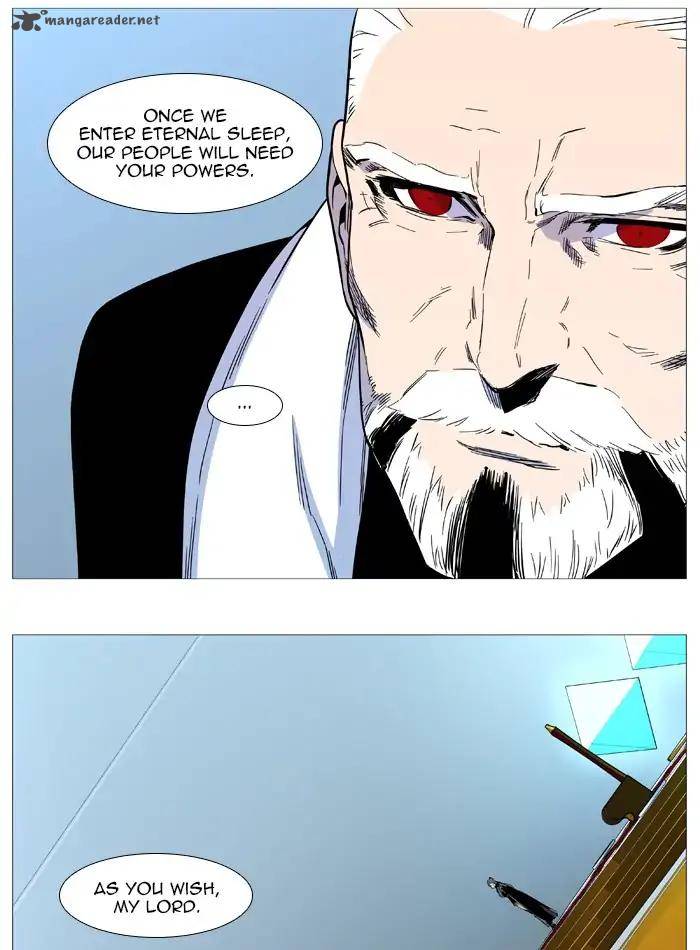 mangareader.net
ONCE WE
ENTER ETERNAL SLEEP,
OUR PEOPLE WILL NEED
YOUR POWERS.
...
AS YOU WISH,
MY LORD.